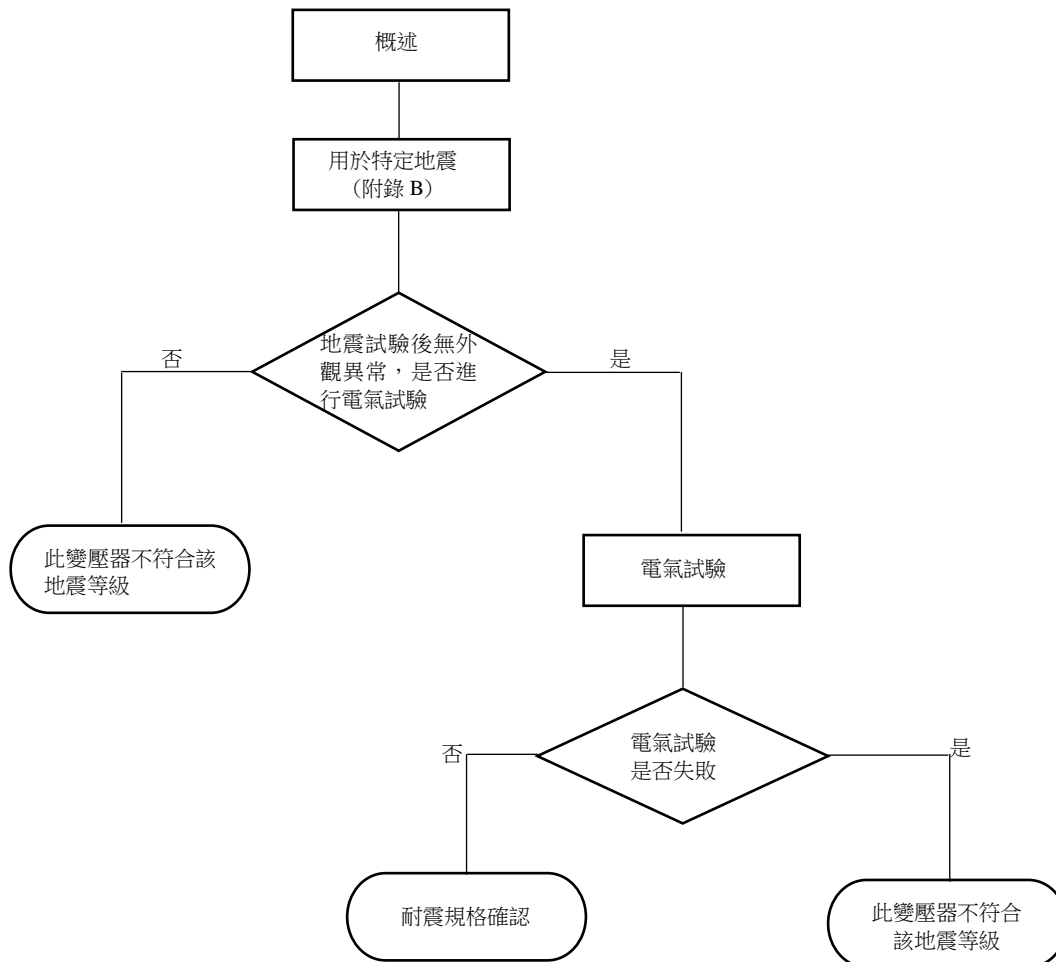 概述
用於特定地震
（附錄 B）
地震試驗後無外
觀異常，是否進
行電氣試驗
否
是
此變壓器不符合該
地震等級
電氣試驗
電氣試驗
是否失敗
否
是
耐震規格確認
此變壓器不符合
該地震等級